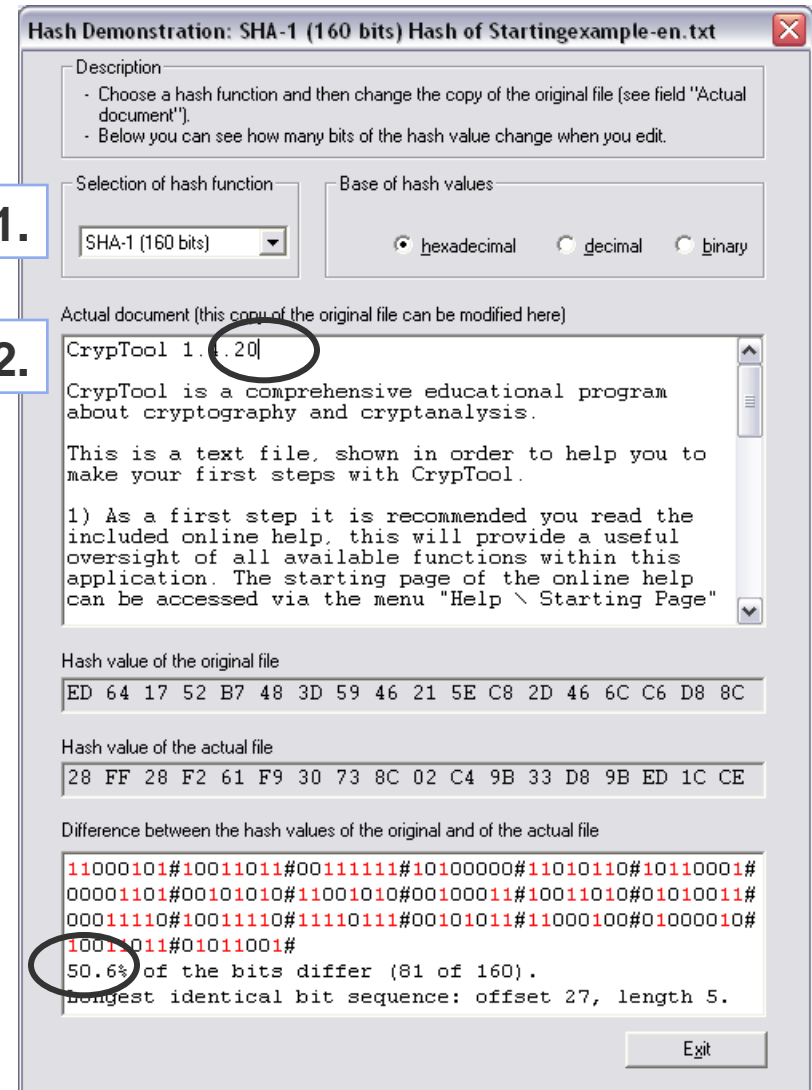 Hash Demonstration: SHA-1 (160 bits) Hash of Startingexample-en.txt
Description
- Choose a hash function and then change the copy of the original file (see field "Actual
document").
- Below you can see how many bits of the hash value change when you edit.
1.
Selection of hash function
SHA-1 (160 bits)
Base of hash values
hexadecimal decimal binary
Actual document (this copy of the original file can be modified here)
2.
CrypTool 1.4.20
CrypTool is a comprehensive educational program
about cryptography and cryptanalysis.
This is a text file, shown in order to help you to
make your first steps with CrypTool.
1) As a first step it is recommended you read the
included online help, this will provide a useful
oversight of all available functions within this
application. The starting page of the online help
can be accessed via the menu "Help \ Starting Page"
Hash value of the original file
ED 64 17 52 B7 48 3D 59 46 21 5E C8 2D 46 6C C6 D8 8C
Hash value of the actual file
28 FF 28 F2 61 F9 30 73 8C 02 C4 9B 33 D8 9B ED 1C CE
Difference between the hash values of the original and of the actual file
11000101#10011011#00111111#10100000#11010110#10110001#
00001101#00101010#11001010#00100011#10011010#01010011#
00011110#10011110#11110111#00101011#11000100#01000010#
10011011#01011001#
50.6% of the bits differ (81 of 160).
Longest identical bit sequence: offset 27, length 5.
Exit